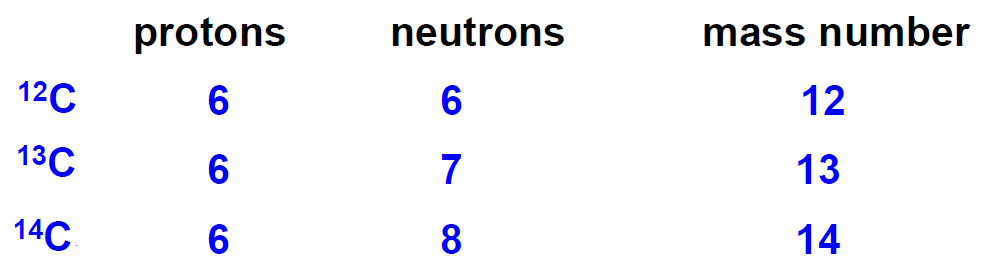 protons neutrons mass number
¹²C 6 6 12
¹³C 6 7 13
¹⁴C 6 8 14